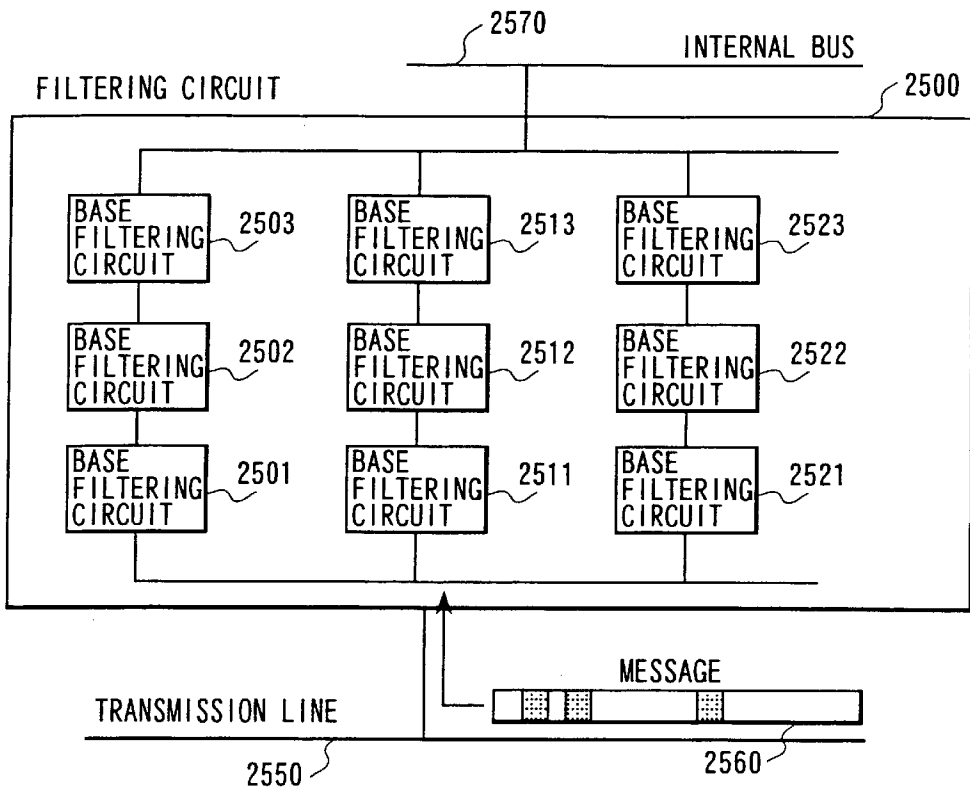 2570
INTERNAL BUS
FILTERING CIRCUIT
2500
BASE
FILTERING
CIRCUIT
2503
BASE
FILTERING
CIRCUIT
2513
BASE
FILTERING
CIRCUIT
2523
BASE
FILTERING
CIRCUIT
2502
BASE
FILTERING
CIRCUIT
2512
BASE
FILTERING
CIRCUIT
2522
BASE
FILTERING
CIRCUIT
2501
BASE
FILTERING
CIRCUIT
2511
BASE
FILTERING
CIRCUIT
2521
MESSAGE
TRANSMISSION LINE
2550
2560